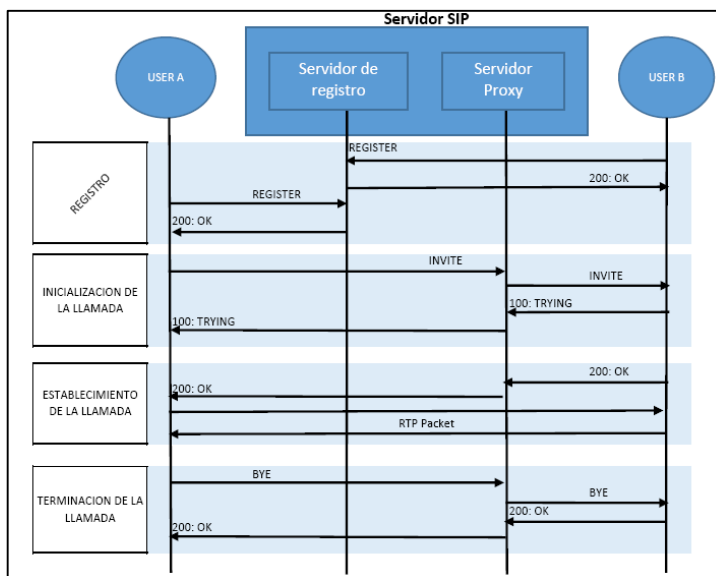 Servidor SIP
USER A
Servidor de
registro
Servidor
Proxy
USER B
REGISTRO
REGISTER
200: OK
REGISTER
200: OK
INICIALIZACION DE
LA LLAMADA
INVITE
INVITE
100: TRYING
100: TRYING
ESTABLECIMIENTO
DE LA LLAMADA
200: OK
200: OK
RTP Packet
TERMINACION DE LA
LLAMADA
BYE
BYE
200: OK
200: OK